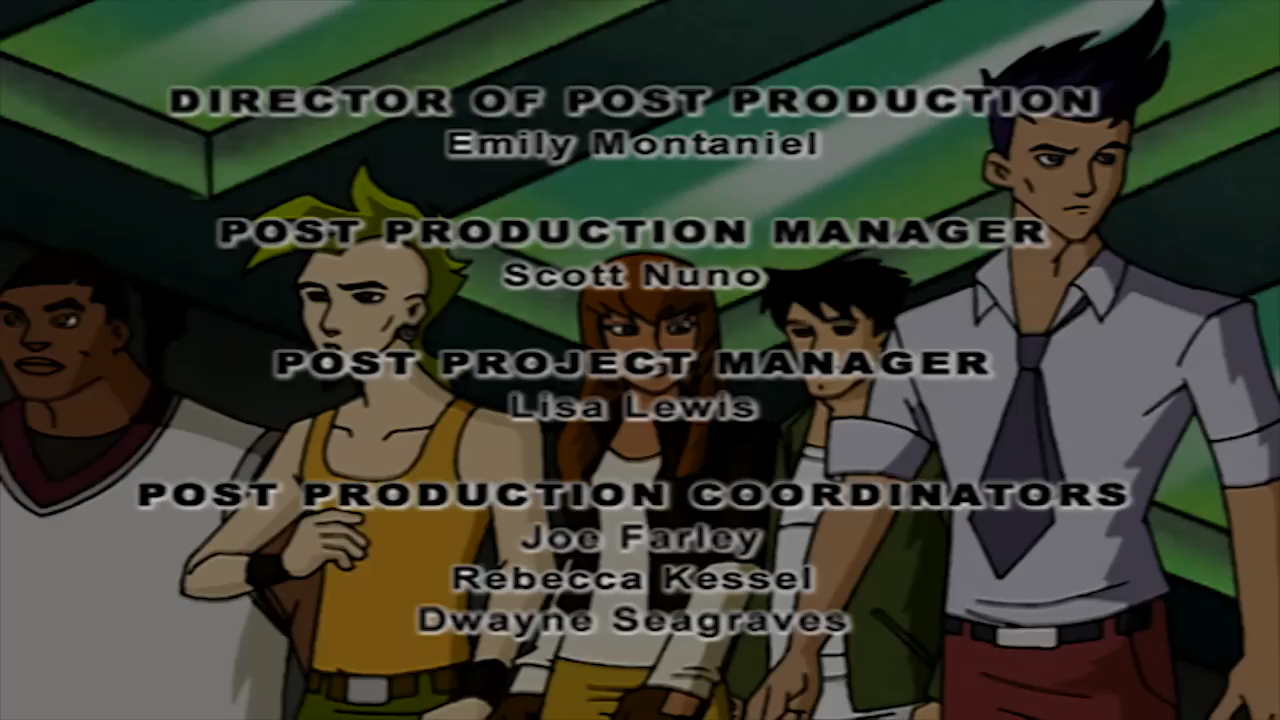 DIRECTOR OF POST PRODUCTION
Emily Montaniel
POST PRODUCTION MANAGER
Scott Nuno
POST PROJECT MANAGER
Lisa Lewis
POST PRODUCTION COORDINATORS
Joe Farley
Rebecca Kessel
Dwayne Seagraves